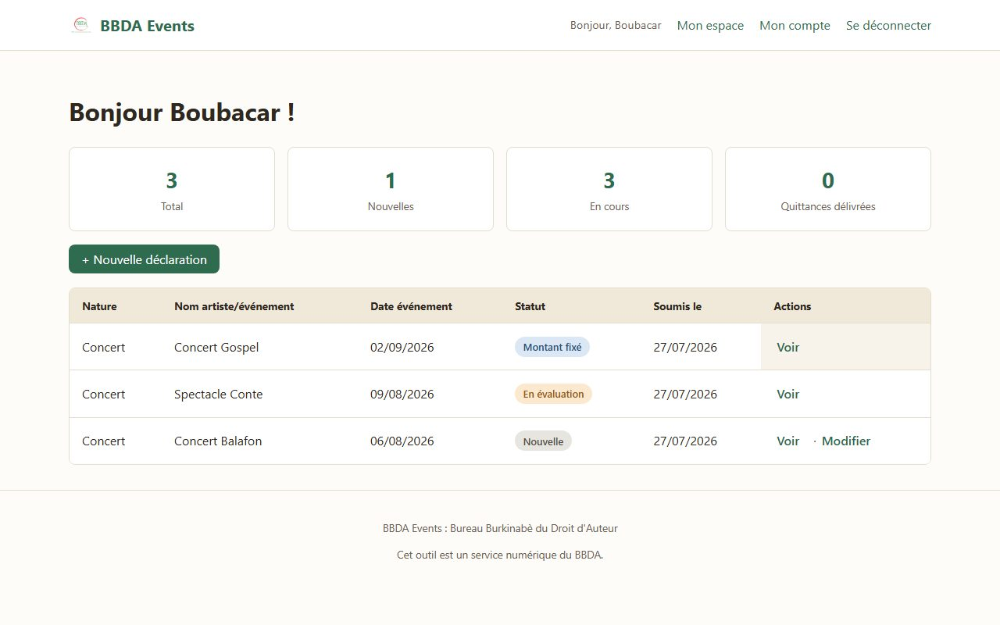 BBDA Events
Bonjour, Boubacar Mon espace Mon compte Se déconnecter
Bonjour Boubacar !
3
Total
1
Nouvelles
3
En cours
0
Quittances délivrées
+ Nouvelle déclaration
Nature Nom artiste/événement Date événement Statut Soumis le Actions
Concert Concert Gospel 02/09/2026 Montant fixé 27/07/2026 Voir
Concert Spectacle Conte 09/08/2026 En évaluation 27/07/2026 Voir
Concert Concert Balafon 06/08/2026 Nouvelle 27/07/2026 Voir · Modifier
BBDA Events : Bureau Burkinabè du Droit d'Auteur
Cet outil est un service numérique du BBDA.